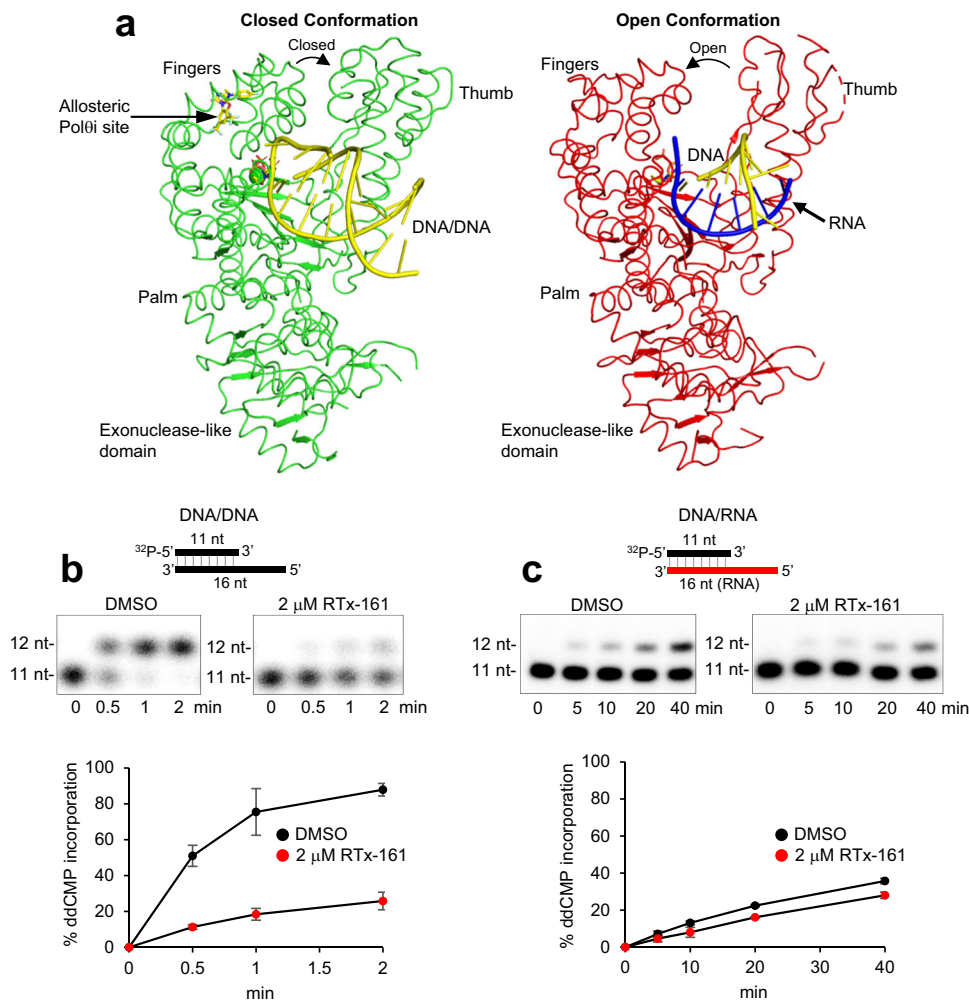 a
Closed Conformation
Closed
Fingers
Thumb
Allosteric
Polθi site
DNA/DNA
Palm
Exonuclease-like
domain
Open Conformation
Open
Fingers
Thumb
DNA
RNA
Palm
Exonuclease-like
domain
b
DNA/DNA
11 nt
32P-5’ 3’
3’ 5’
16 nt
DMSO 2 μM RTx-161
12 nt-
11 nt-
12 nt-
11 nt-
0 0.5 1 2 min 0 0.5 1 2 min
% ddCMP incorporation
100
80
60
40
20
0
DMSO
2 μM RTx-161
0 0.5 1 1.5 2
min
c
DNA/RNA
11 nt
32P-5’ 3’
3’ 5’
16 nt (RNA)
DMSO 2 μM RTx-161
12 nt-
11 nt-
12 nt-
11 nt-
0 5 10 20 40 min 0 5 10 20 40 min
% ddCMP incorporation
100
80
60
40
20
0
DMSO
2 μM RTx-161
0 10 20 30 40
min